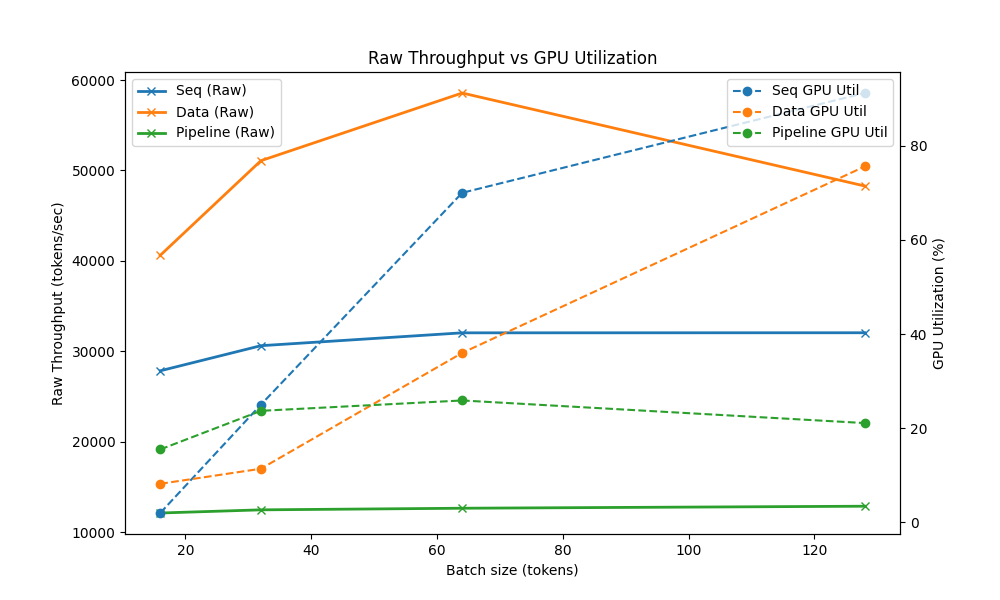 Raw Throughput vs GPU Utilization
Seq (Raw)
Data (Raw)
Pipeline (Raw)
Seq GPU Util
Data GPU Util
Pipeline GPU Util
Raw Throughput (tokens/sec)
60000
50000
40000
30000
20000
10000
GPU Utilization (%)
80
60
40
20
0
20 40 60 80 100 120
Batch size (tokens)